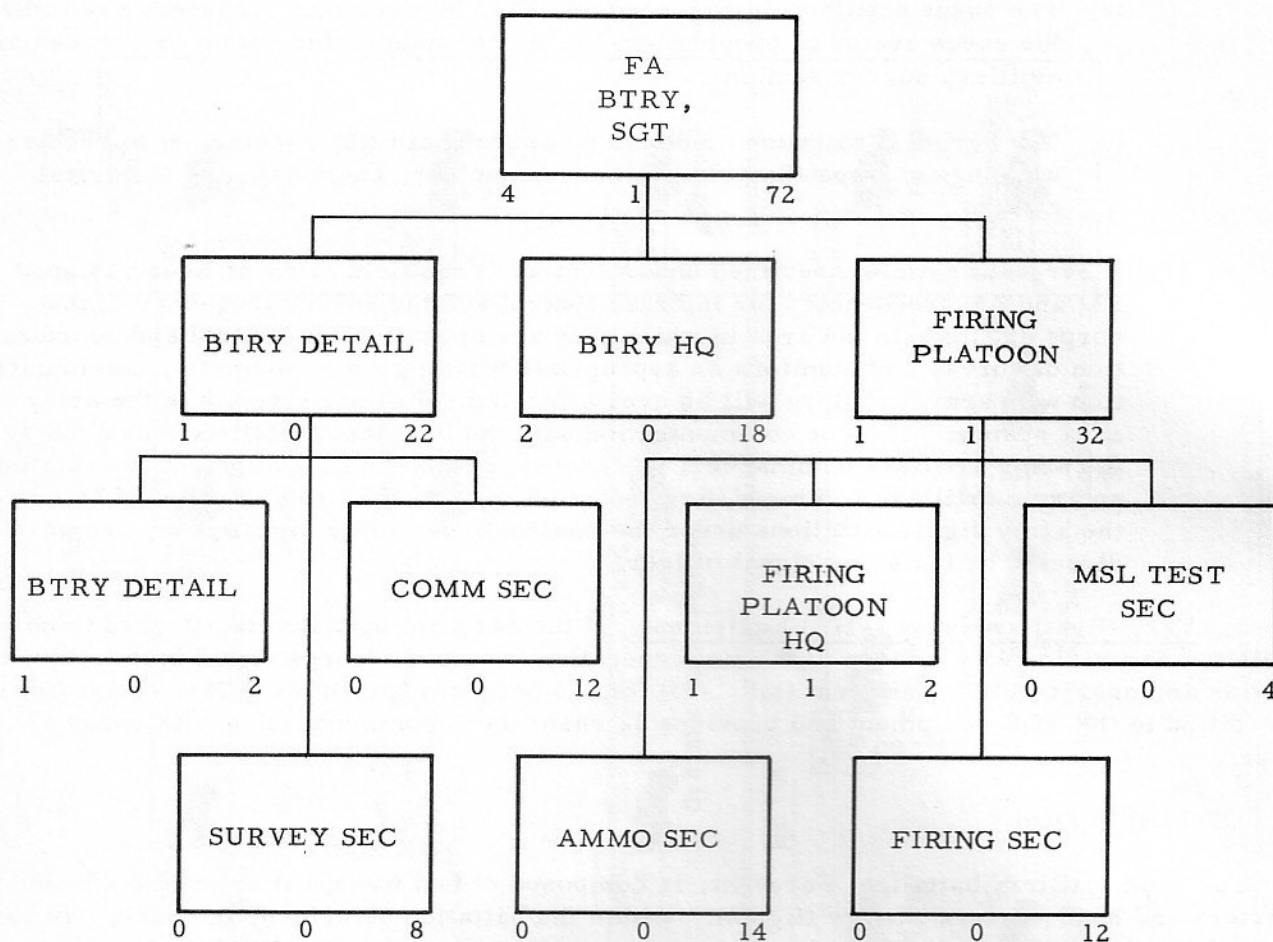 FA
BTRY,
SGT
4 1 72
BTRY DETAIL
1 0 22
BTRY HQ
2 0 18
FIRING
PLATOON
1 1 32
BTRY DETAIL
1 0 2
COMM SEC
0 0 12
FIRING
PLATOON
HQ
1 1 2
MSL TEST
SEC
0 0 4
SURVEY SEC
0 0 8
AMMO SEC
0 0 14
FIRING SEC
0 0 12